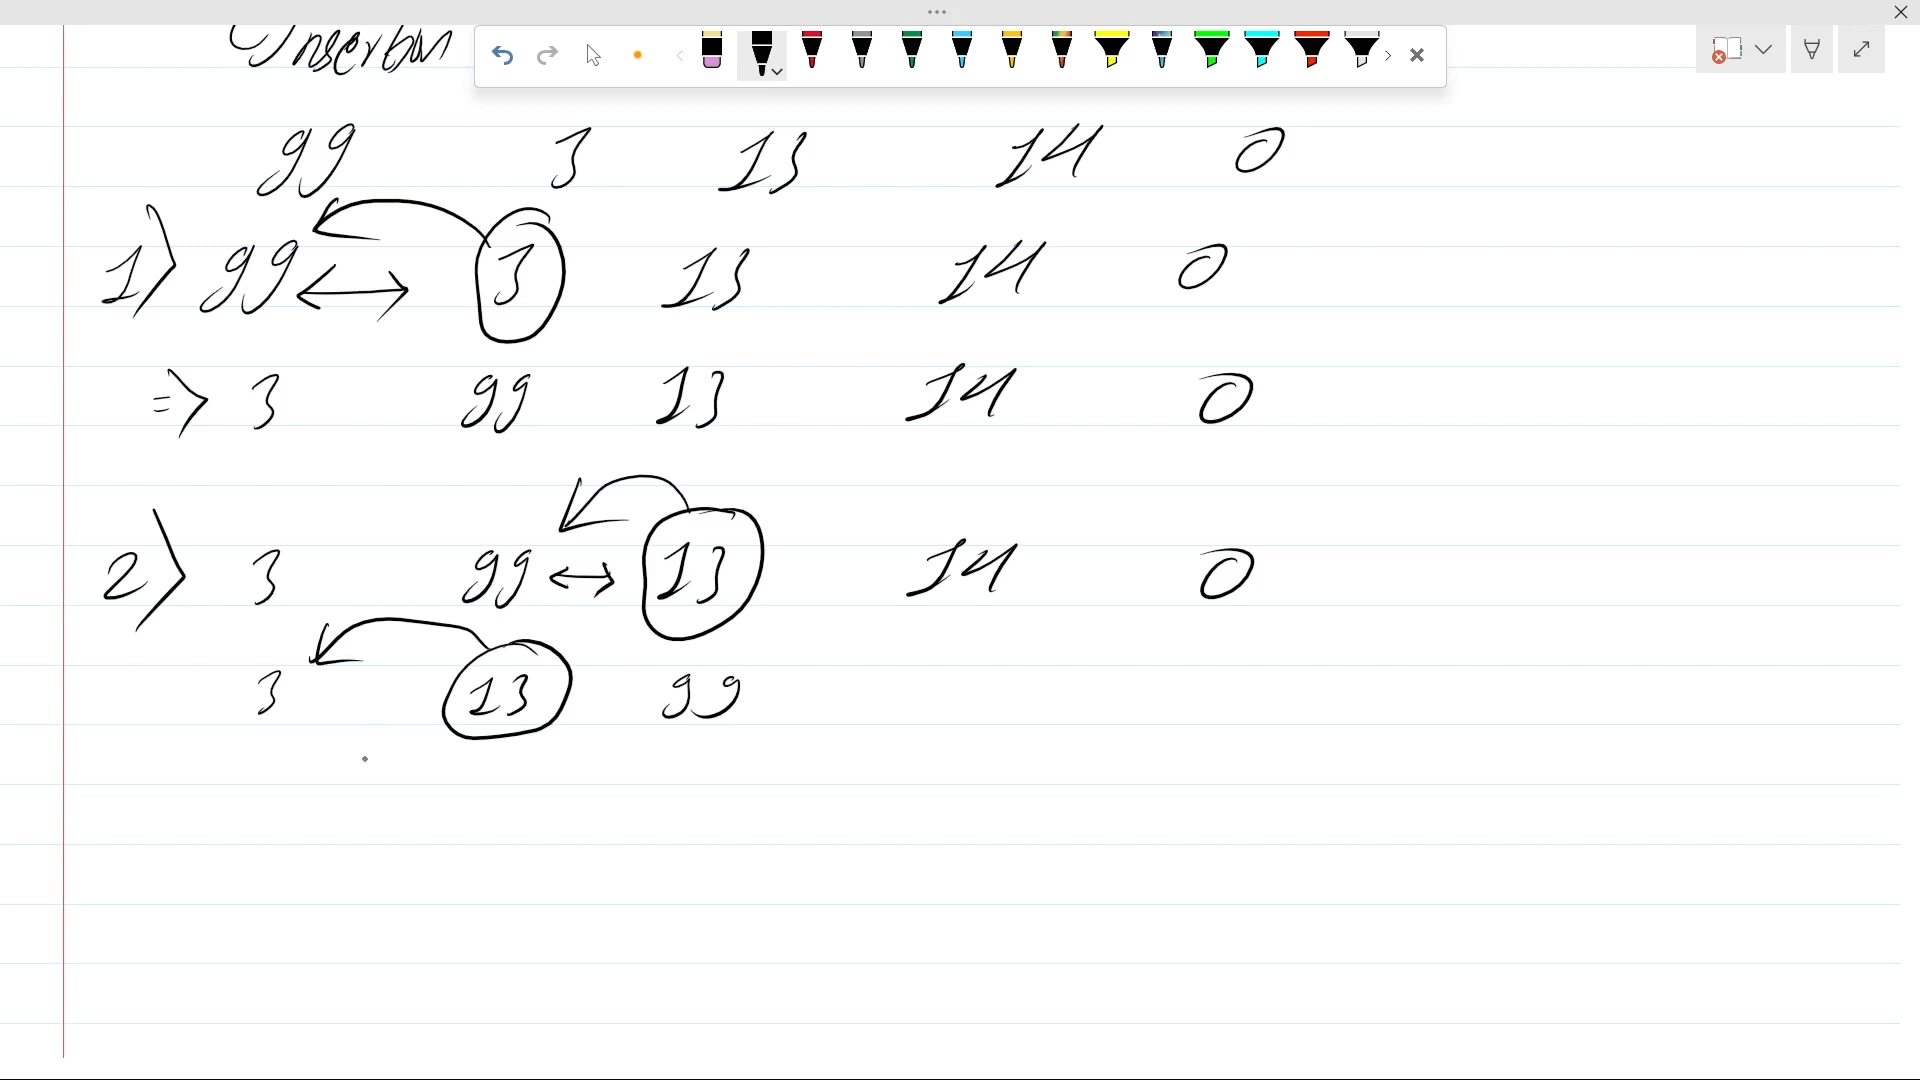 Insertion
99 3 13 14 0
1) 99 3 13 14 0
=> 3 99 13 14 0
2) 3 99 13 14 0
3 13 99